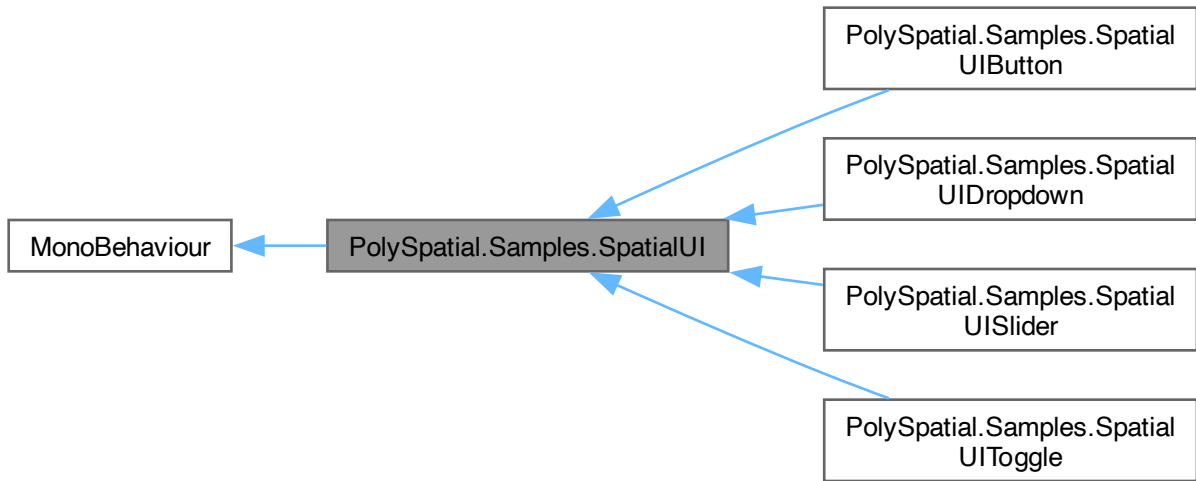 PolySpatial.Samples.Spatial
UIButton
PolySpatial.Samples.Spatial
UIDropdown
MonoBehaviour
PolySpatial.Samples.SpatialUI
PolySpatial.Samples.Spatial
UISlider
PolySpatial.Samples.Spatial
UIToggle